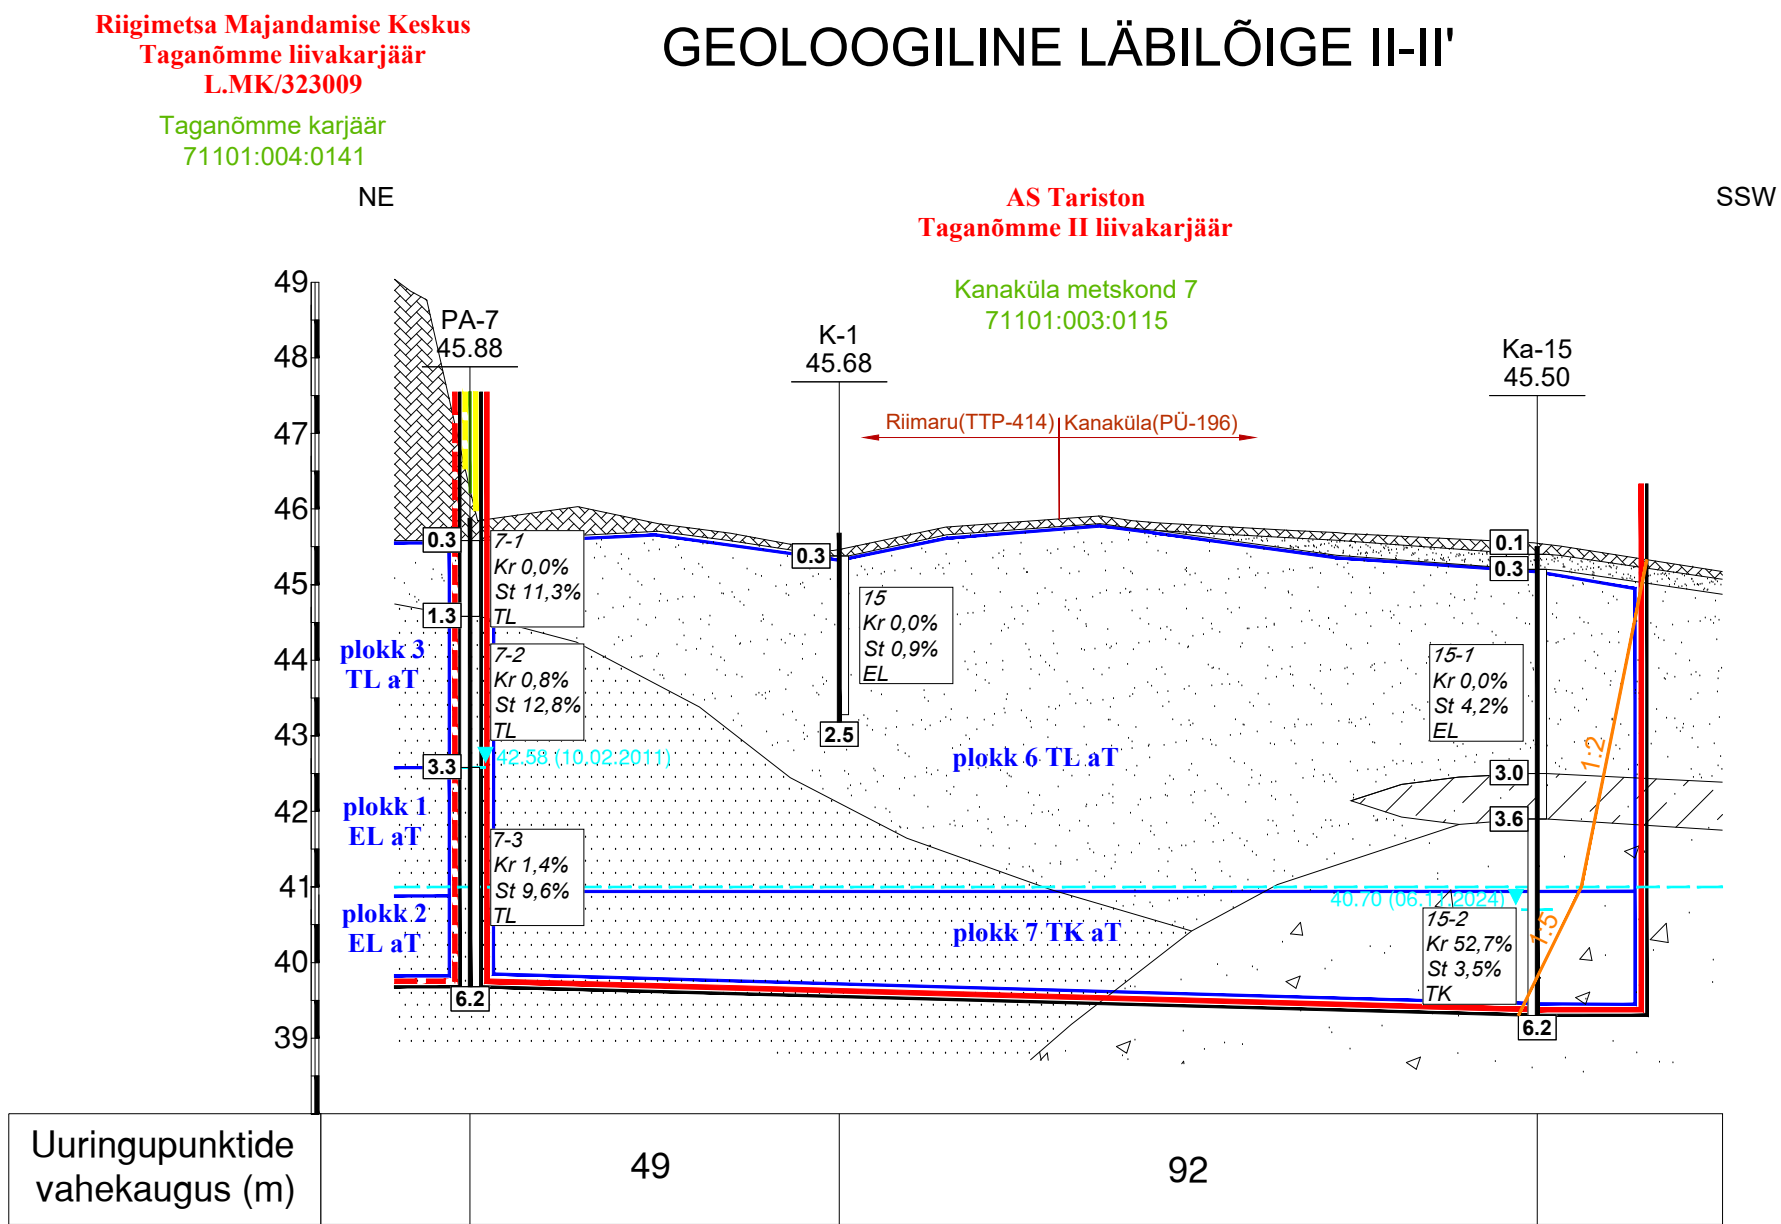 Riigimetsa Majandamise Keskus
Taganõmme liivakarjäär
L.MK/323009
GEOLOOGILINE LÄBILÕIGE II-II'
Taganõmme karjäär
71101:004:0141
NE
AS Tariston
Taganõmme II liivakarjäär
SSW
Kanaküla metskond 7
71101:003:0115
49
48
47
46
45
44
43
42
41
40
39
PA-7
45.88
K-1
45.68
Ka-15
45.50
Riimaru(TTP-414)
Kanaküla(PÜ-196)
0.3
1.3
3.3
6.2
7-1
Kr 0,0%
St 11,3%
TL
7-2
Kr 0,8%
St 12,8%
TL
42.58 (10.02.2011)
7-3
Kr 1,4%
St 9,6%
TL
plokk 3
TL aT
plokk 1
EL aT
plokk 2
EL aT
0.3
2.5
15
Kr 0,0%
St 0,9%
EL
plokk 6 TL aT
plokk 7 TK aT
0.1
0.3
3.0
3.6
6.2
15-1
Kr 0,0%
St 4,2%
EL
1:2
40.70 (06.11.2024)
15-2
Kr 52,7%
St 3,5%
TK
1:5
Uuringupunktide
vahekaugus (m)
49
92